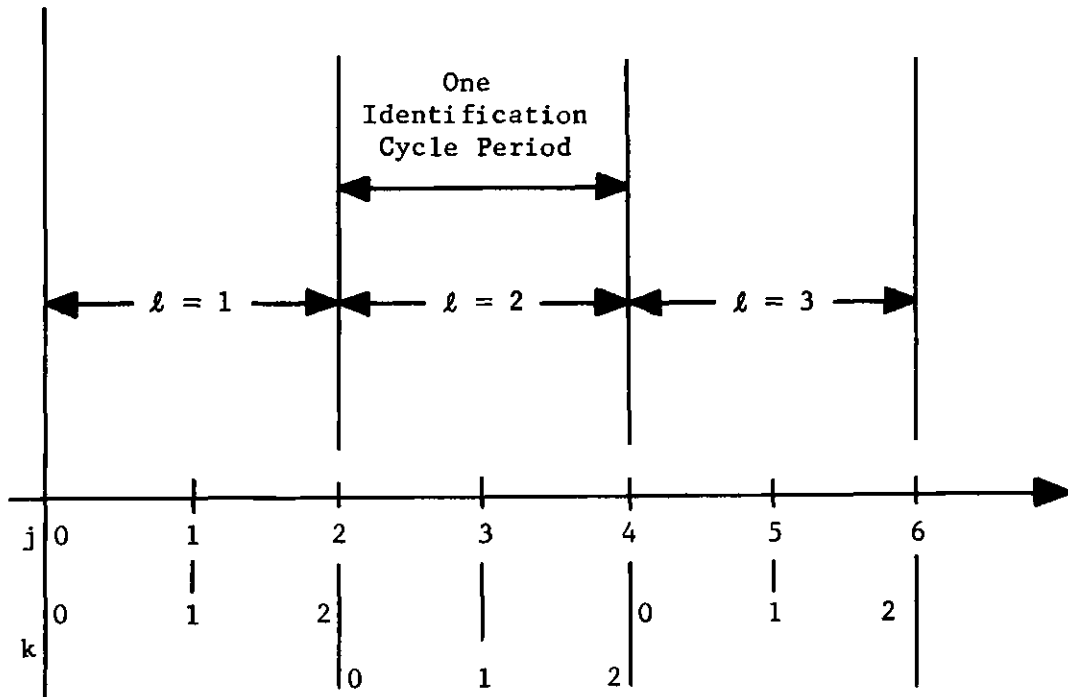 One
Identification
Cycle Period
ℓ = 1 ℓ = 2 ℓ = 3
j 0 1 2 3 4 5 6
0 1 2 0 1 2
k
0 1 2